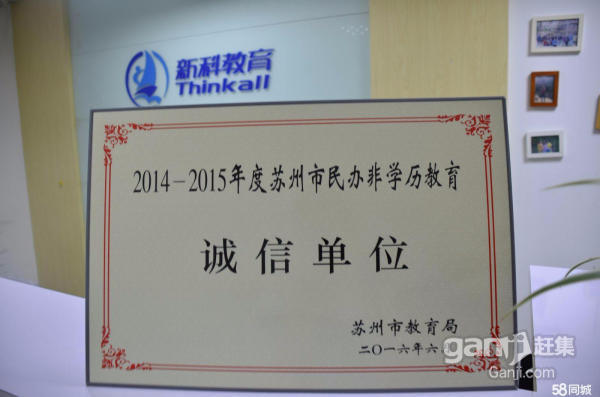 新科教育
Thinkall
2014-2015年度苏州市民办非学历教育
诚信单位
苏州市教育局
二〇一六年六
ganji 赶集
Ganji.com
58同城